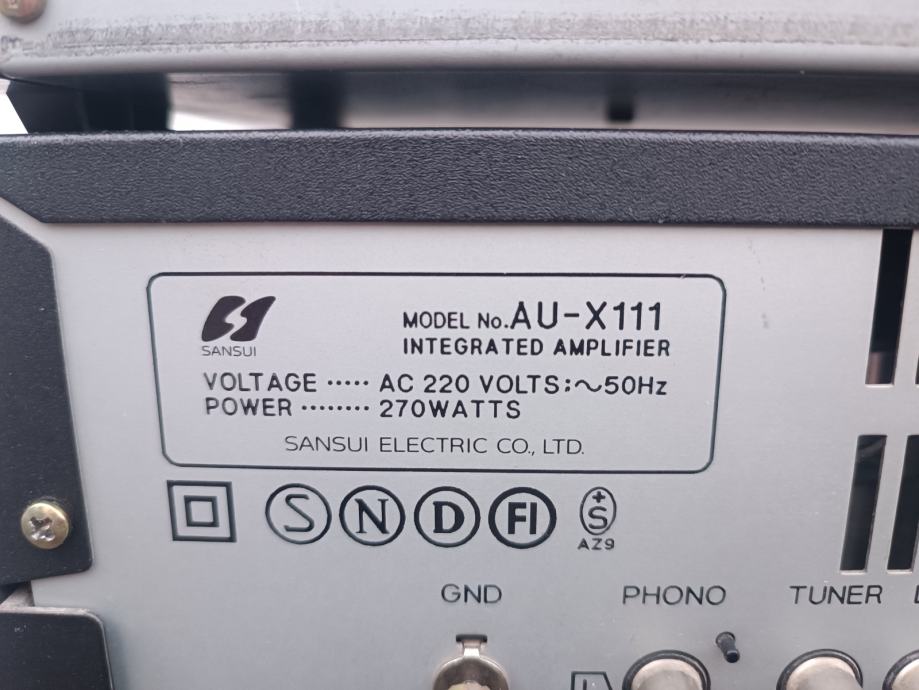 SANSUI
MODEL No. AU-X111
INTEGRATED AMPLIFIER
VOLTAGE ····· AC 220 VOLTS:∼50Hz
POWER ········ 270WATTS
SANSUI ELECTRIC CO., LTD.
S N D FI +S
AZ9
GND PHONO TUNER
L